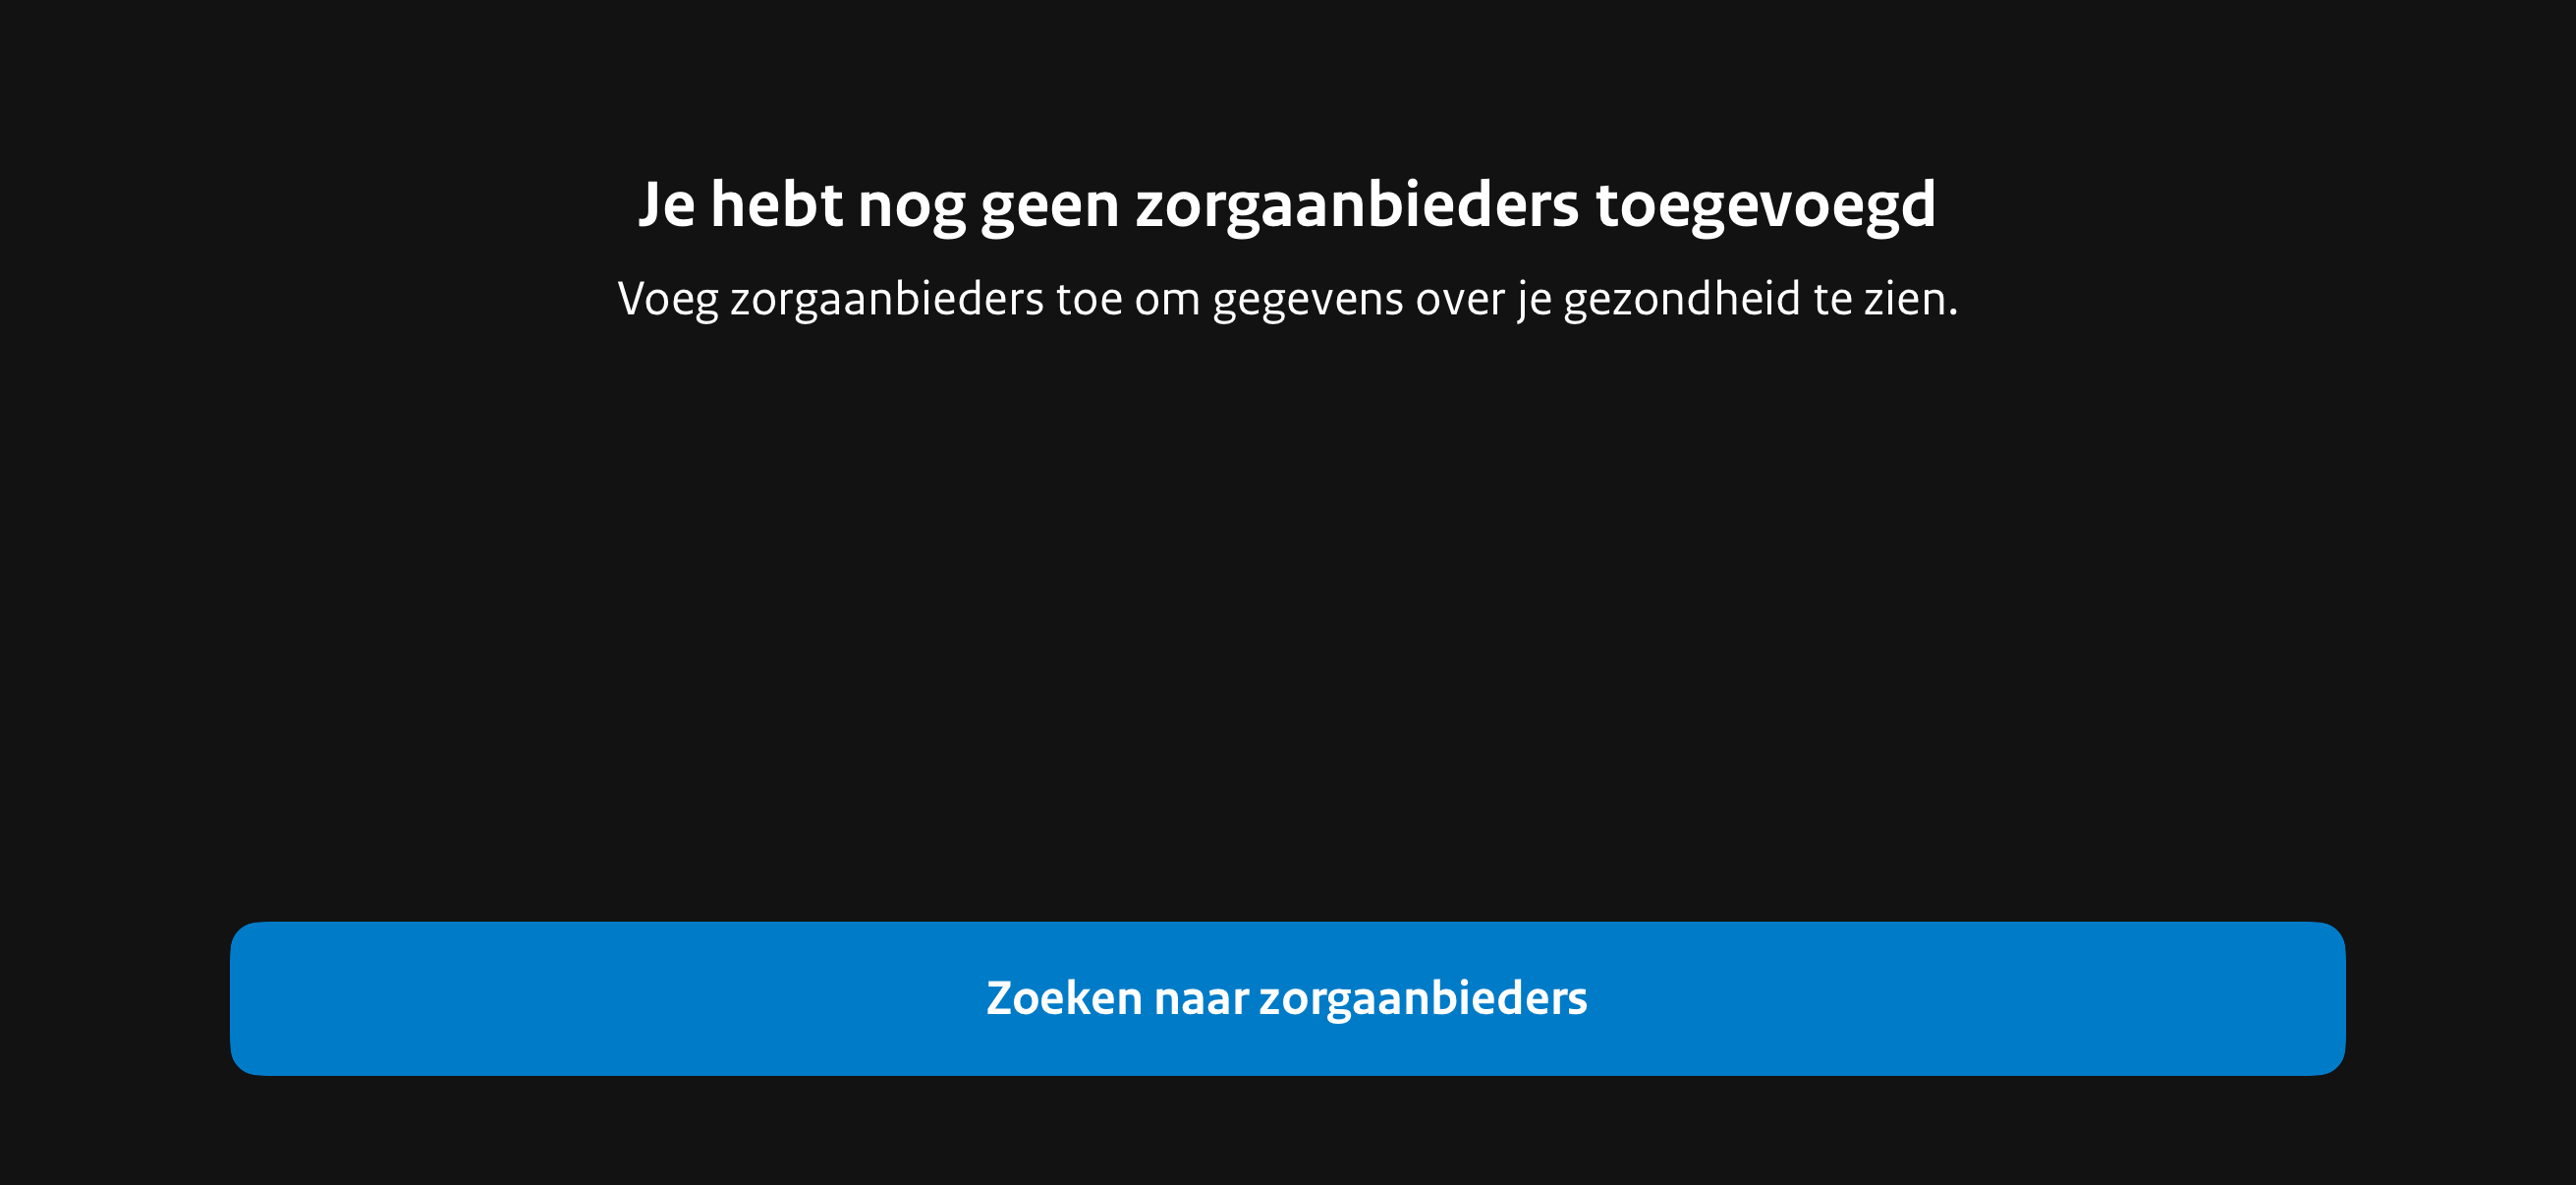 Je hebt nog geen zorgaanbieders toegevoegd
Voeg zorgaanbieders toe om gegevens over je gezondheid te zien.
Zoeken naar zorgaanbieders